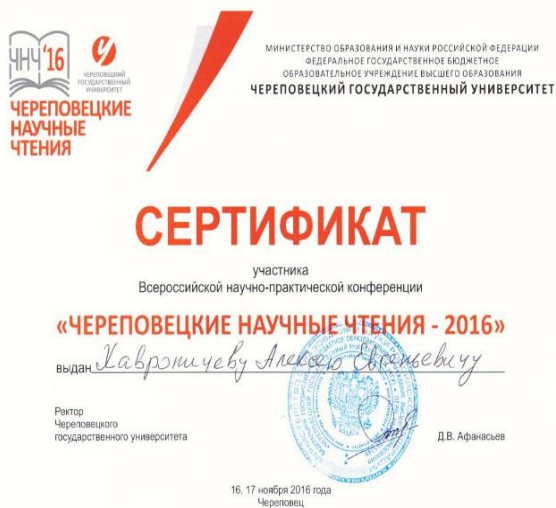 ЧНЧ'16
ЧЕРЕПОВЕЦКИЙ
ГОСУДАРСТВЕННЫЙ
УНИВЕРСИТЕТ
ЧЕРЕПОВЕЦКИЕ
НАУЧНЫЕ
ЧТЕНИЯ
МИНИСТЕРСТВО ОБРАЗОВАНИЯ И НАУКИ РОССИЙСКОЙ ФЕДЕРАЦИИ
ФЕДЕРАЛЬНОЕ ГОСУДАРСТВЕННОЕ БЮДЖЕТНОЕ
ОБРАЗОВАТЕЛЬНОЕ УЧРЕЖДЕНИЕ ВЫСШЕГО ОБРАЗОВАНИЯ
ЧЕРЕПОВЕЦКИЙ ГОСУДАРСТВЕННЫЙ УНИВЕРСИТЕТ
СЕРТИФИКАТ
участника
Всероссийской научно-практической конференции
«ЧЕРЕПОВЕЦКИЕ НАУЧНЫЕ ЧТЕНИЯ - 2016»
выдан Хавроничеву Алексею Евгеньевичу
Ректор
Череповецкого
государственного университета
Д.В. Афанасьев
16, 17 ноября 2016 года
Череповец